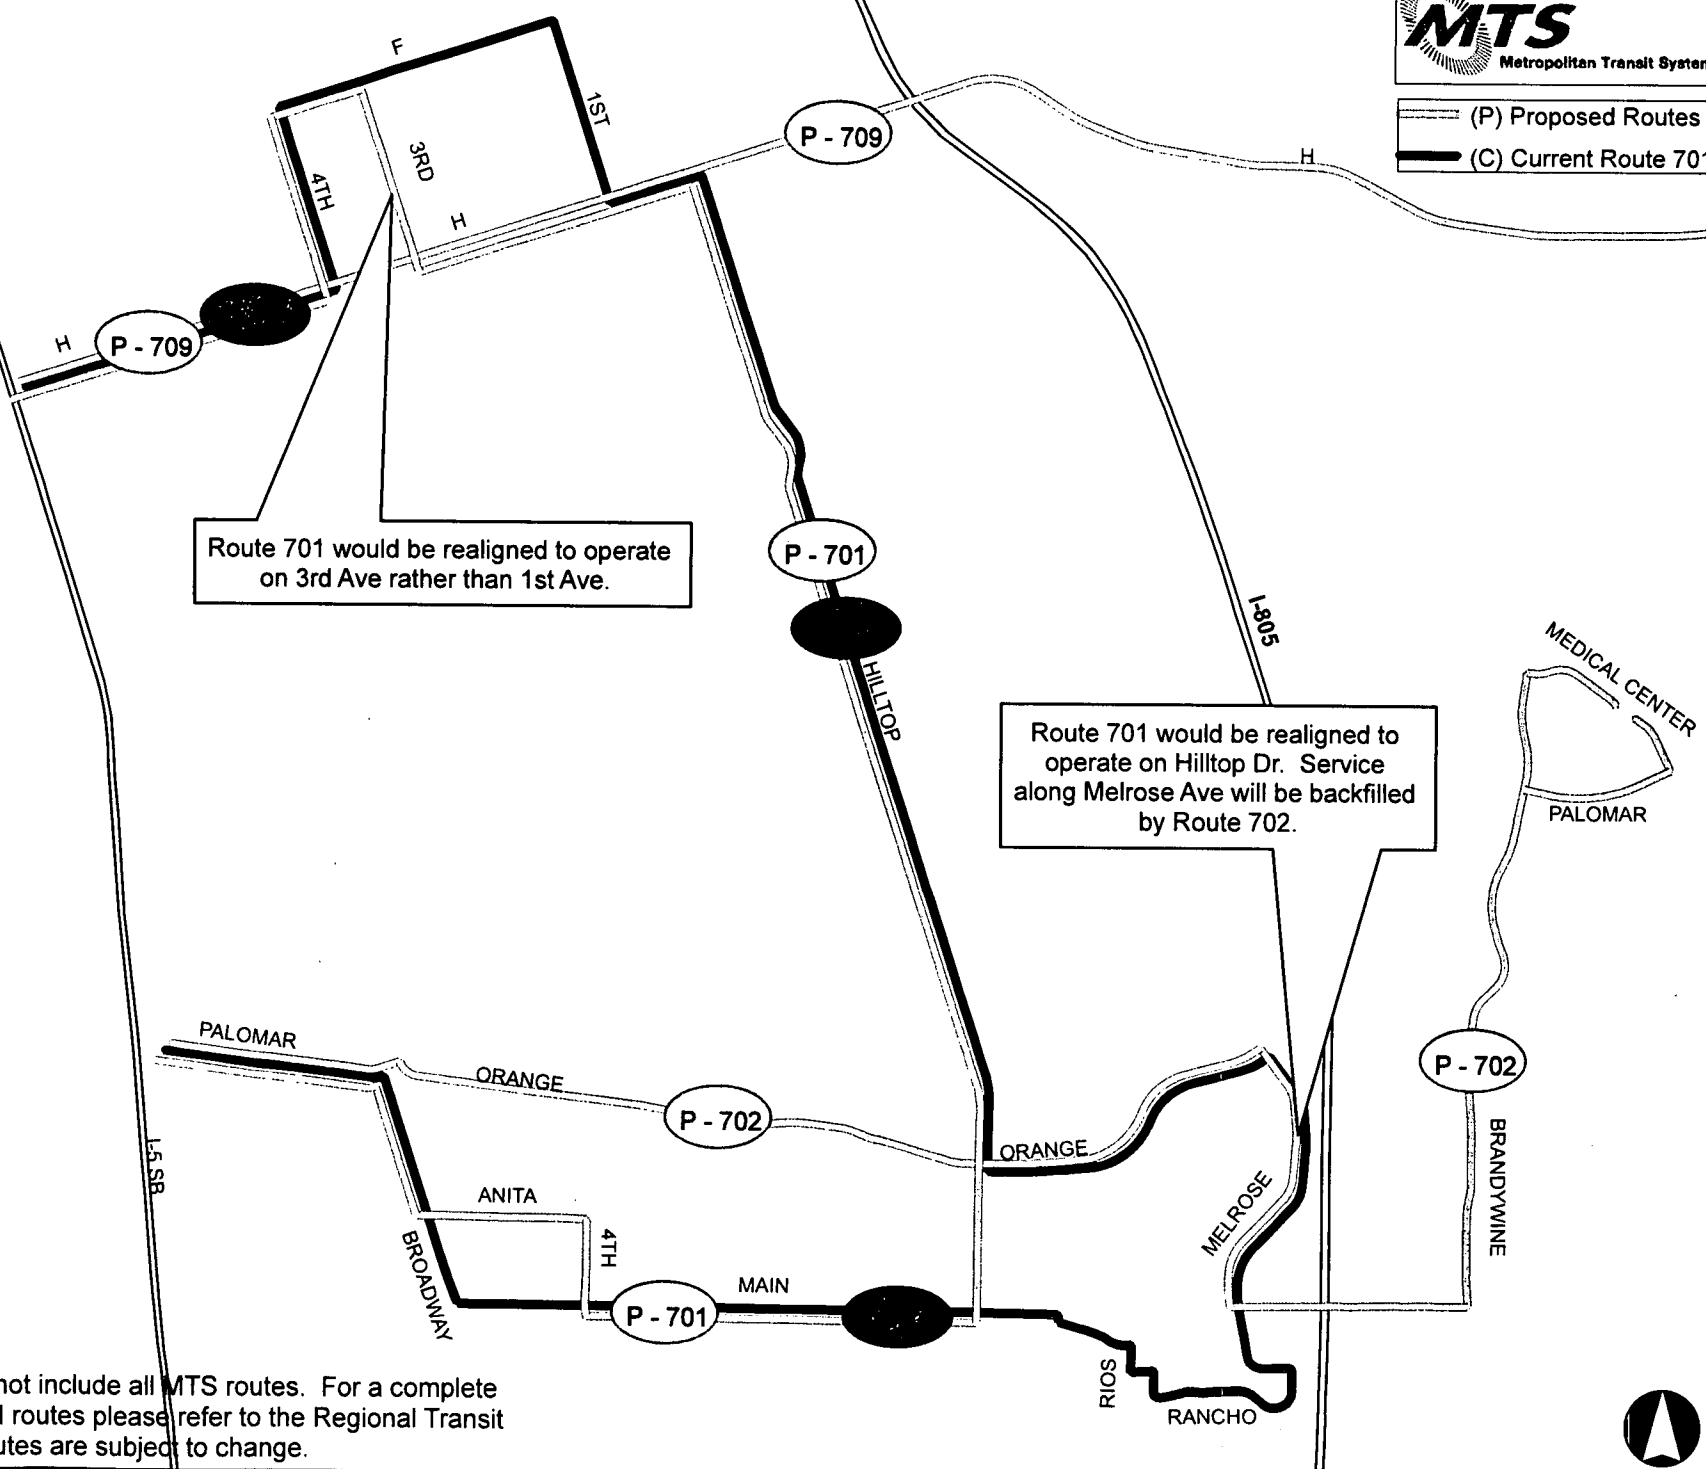 MTS
Metropolitan Transit System
(P) Proposed Routes
(C) Current Route 701
F
1ST
3RD
4TH
H
P - 709
H
H
P - 709
Route 701 would be realigned to operate
on 3rd Ave rather than 1st Ave.
P - 701
HILLTOP
I-805
MEDICAL CENTER
PALOMAR
Route 701 would be realigned to
operate on Hilltop Dr. Service
along Melrose Ave will be backfilled
by Route 702.
PALOMAR
ORANGE
P - 702
P - 702
ORANGE
I-5 SB
ANITA
4TH
BROADWAY
MAIN
P - 701
MELROSE
BRANDYWINE
RIOS
RANCHO
not include all MTS routes. For a complete
routes please refer to the Regional Transit
utes are subject to change.